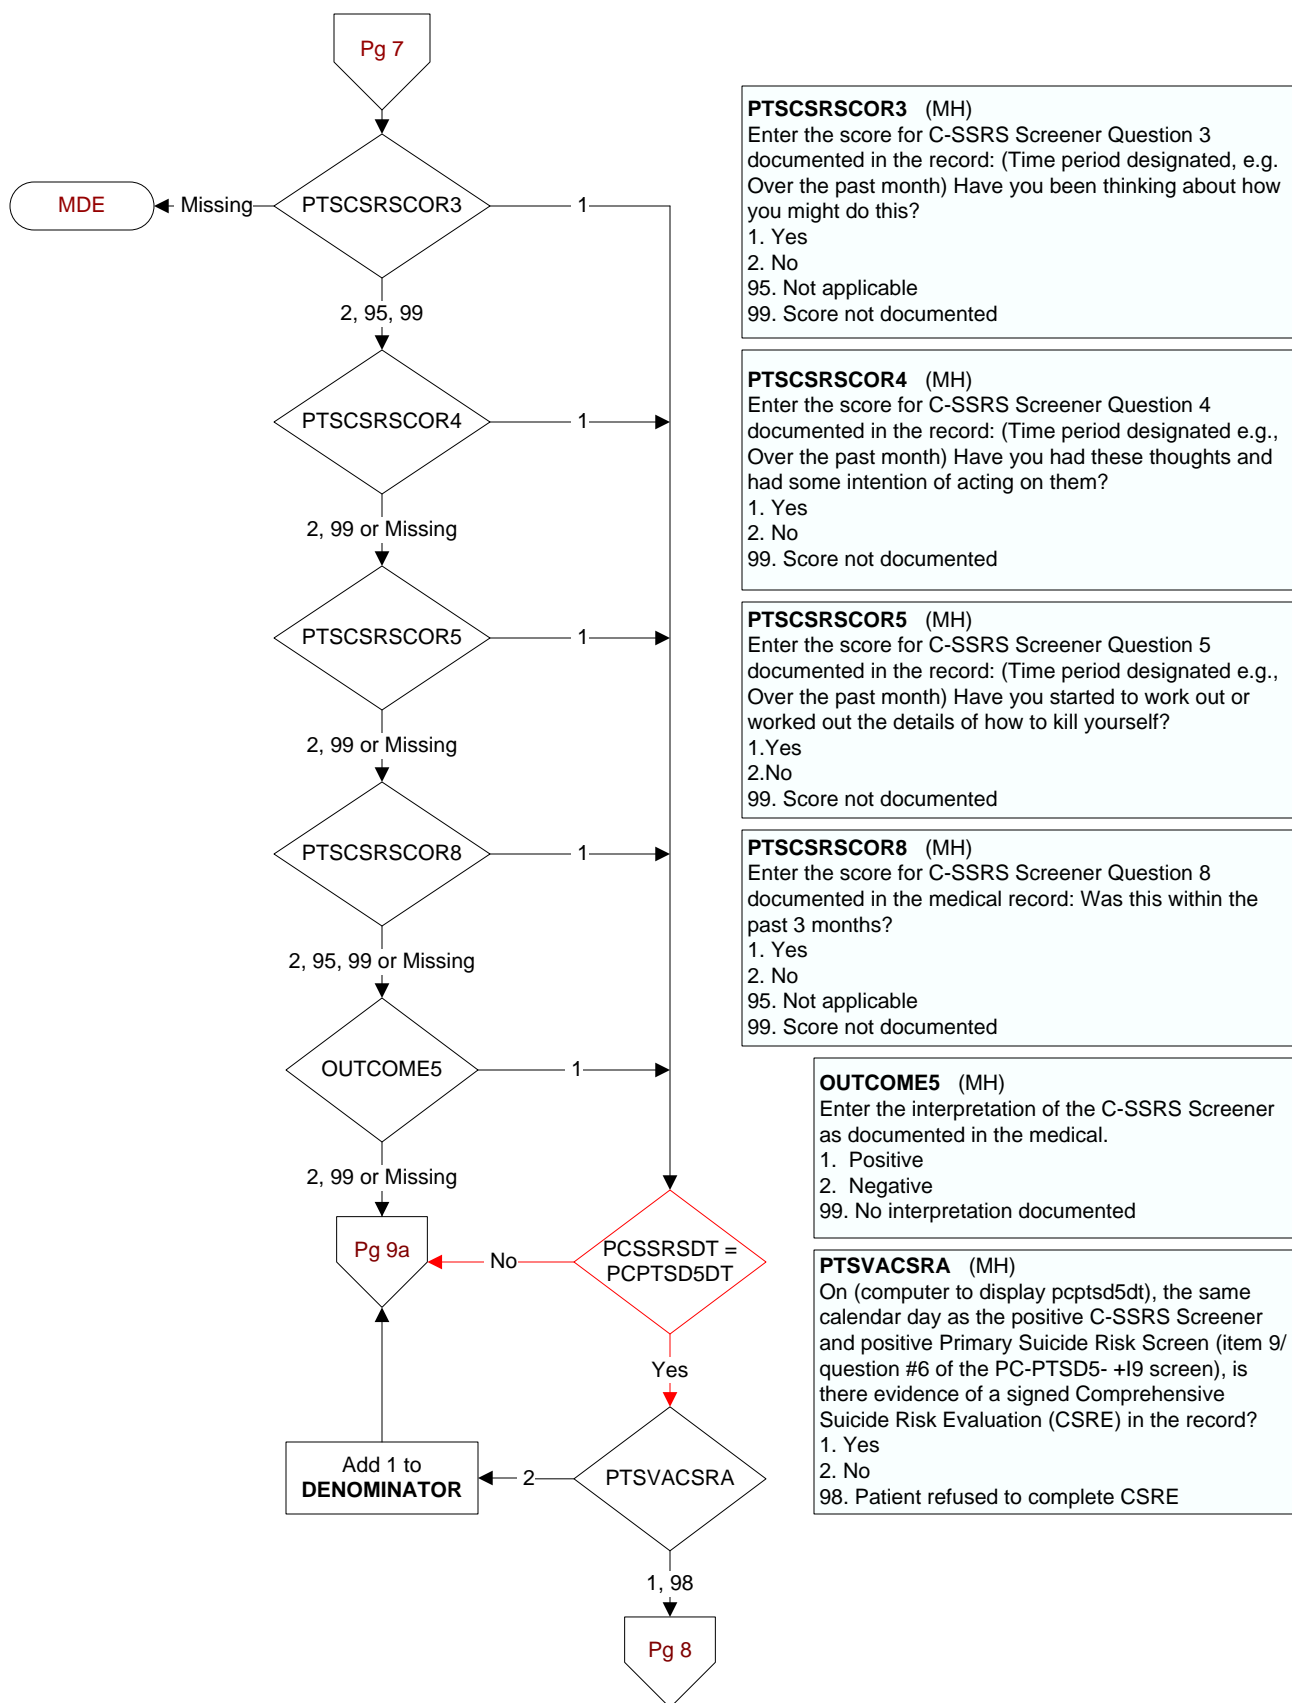 Pg 7
PTSCSRSCOR3
Missing
MDE
1
2, 95, 99
PTSCSRSCOR4
1
2, 99 or Missing
PTSCSRSCOR5
1
2, 99 or Missing
PTSCSRSCOR8
1
2, 95, 99 or Missing
OUTCOME5
1
2, 99 or Missing
Pg 9a
No
PCSSRSDT =
PCPTSD5DT
Yes
PTSVACSRA
2
Add 1 to
DENOMINATOR
1, 98
Pg 8
PTSCSRSCOR3 (MH)
Enter the score for C-SSRS Screener Question 3
documented in the record: (Time period designated, e.g.
Over the past month) Have you been thinking about how
you might do this?
1. Yes
2. No
95. Not applicable
99. Score not documented
PTSCSRSCOR4 (MH)
Enter the score for C-SSRS Screener Question 4
documented in the record: (Time period designated e.g.,
Over the past month) Have you had these thoughts and
had some intention of acting on them?
1. Yes
2. No
99. Score not documented
PTSCSRSCOR5 (MH)
Enter the score for C-SSRS Screener Question 5
documented in the record: (Time period designated e.g.,
Over the past month) Have you started to work out or
worked out the details of how to kill yourself?
1.Yes
2.No
99. Score not documented
PTSCSRSCOR8 (MH)
Enter the score for C-SSRS Screener Question 8
documented in the medical record: Was this within the
past 3 months?
1. Yes
2. No
95. Not applicable
99. Score not documented
OUTCOME5 (MH)
Enter the interpretation of the C-SSRS Screener
as documented in the medical.
1. Positive
2. Negative
99. No interpretation documented
PTSVACSRA (MH)
On (computer to display pcptsd5dt), the same
calendar day as the positive C-SSRS Screener
and positive Primary Suicide Risk Screen (item 9/
question #6 of the PC-PTSD5- +I9 screen), is
there evidence of a signed Comprehensive
Suicide Risk Evaluation (CSRE) in the record?
1. Yes
2. No
98. Patient refused to complete CSRE